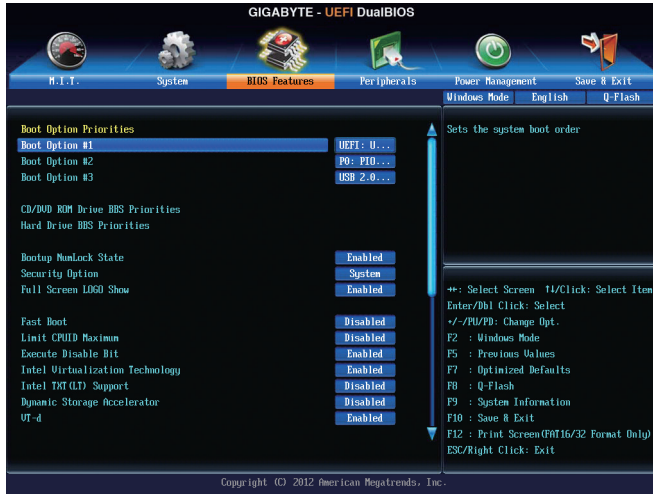 GIGABYTE - UEFI DualBIOS
M.I.T.
System
BIOS Features
Peripherals
Power Management
Save & Exit
Windows Mode
English
Q-Flash
Boot Option Priorities
Boot Option #1 UEFI: U...
Boot Option #2 P0: PIO...
Boot Option #3 USB 2.0...
CD/DVD ROM Drive BBS Priorities
Hard Drive BBS Priorities
Bootup NumLock State Enabled
Security Option System
Full Screen LOGO Show Enabled
Fast Boot Disabled
Limit CPUID Maximum Disabled
Execute Disable Bit Enabled
Intel Virtualization Technology Enabled
Intel TXT(LT) Support Disabled
Dynamic Storage Accelerator Disabled
VT-d Enabled
Sets the system boot order
→←: Select Screen ↑↓/Click: Select Item
Enter/Dbl Click: Select
+/-/PU/PD: Change Opt.
F2 : Windows Mode
F5 : Previous Values
F7 : Optimized Defaults
F8 : Q-Flash
F9 : System Information
F10 : Save & Exit
F12 : Print Screen(FAT16/32 Format Only)
ESC/Right Click: Exit
Copyright (C) 2012 American Megatrends, Inc.